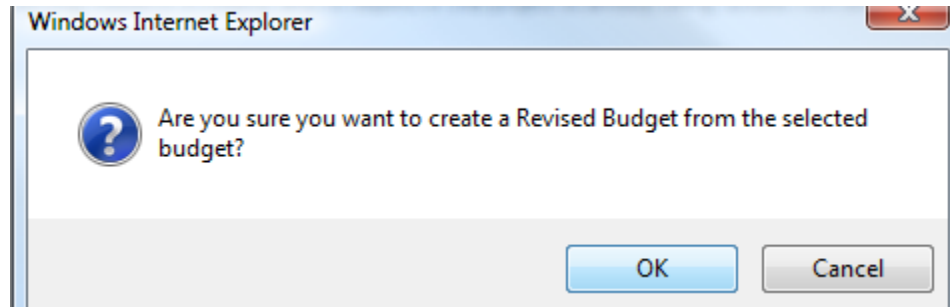 Windows Internet Explorer
Are you sure you want to create a Revised Budget from the selected
budget?
OK
Cancel